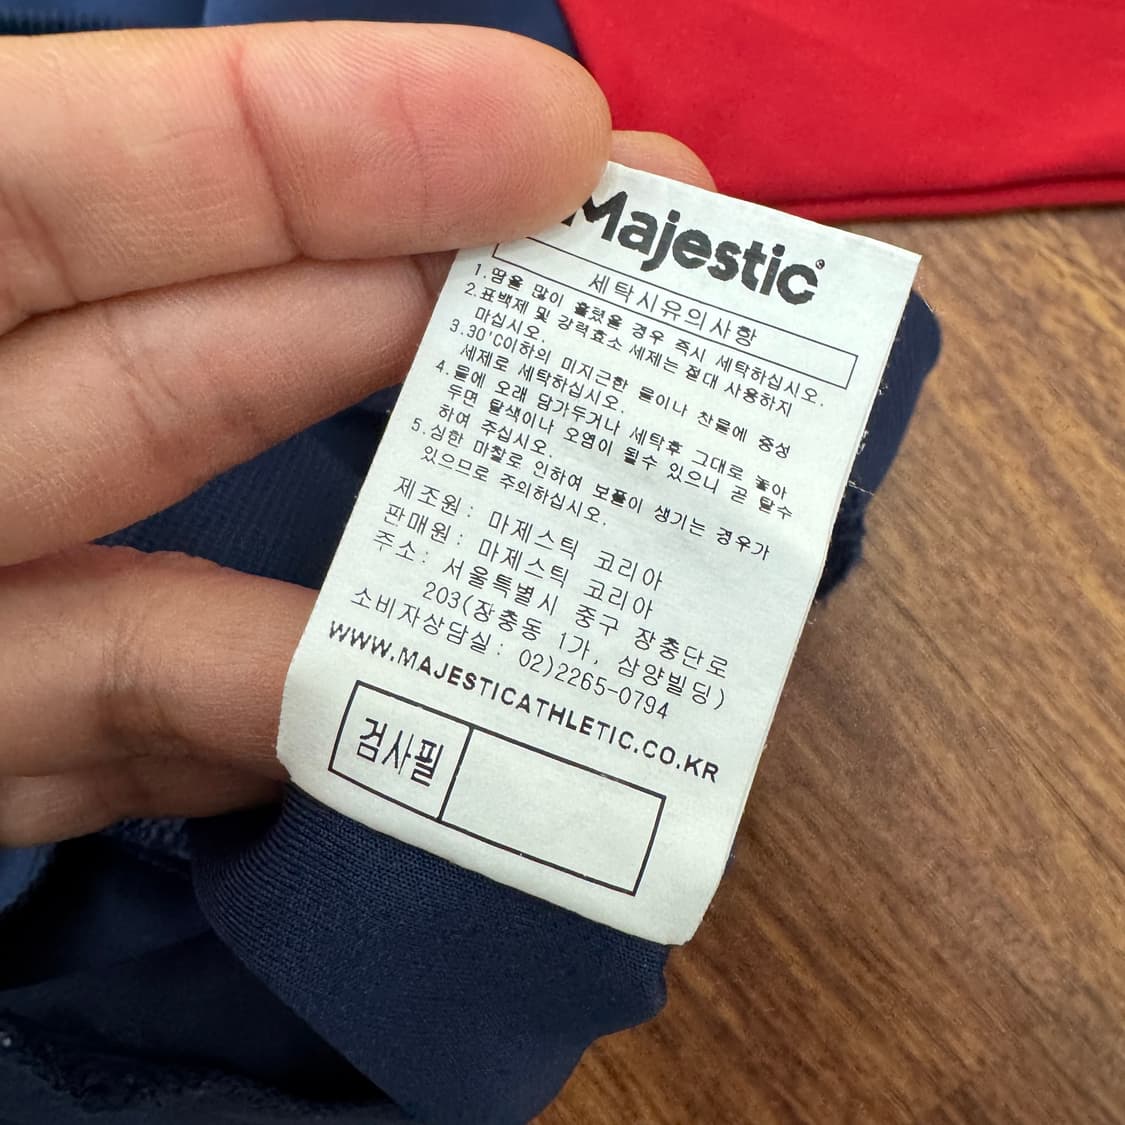 Majestic
세탁시유의사항
1.땀을 많이 흘렸을 경우 즉시 세탁하십시오.
2.표백제 및 강력효소 세제는 절대 사용하지
마십시오.
3.30'C이하의 미지근한 물이나 찬물에 중성
세제로 세탁하십시오.
4.물에 오래 담가두거나 세탁후 그대로 놓아
두면 탈색이나 오염이 될수 있으니 곧 탈수
하여 주십시오.
5.심한 마찰로 인하여 보풀이 생기는 경우가
있으므로 주의하십시오.
제조원: 마제스틱 코리아
판매원: 마제스틱 코리아
주소: 서울특별시 중구 장충단로
203(장충동 1가, 삼양빌딩)
소비자상담실: 02)2265-0794
WWW.MAJESTICATHLETIC.CO.KR
검사필